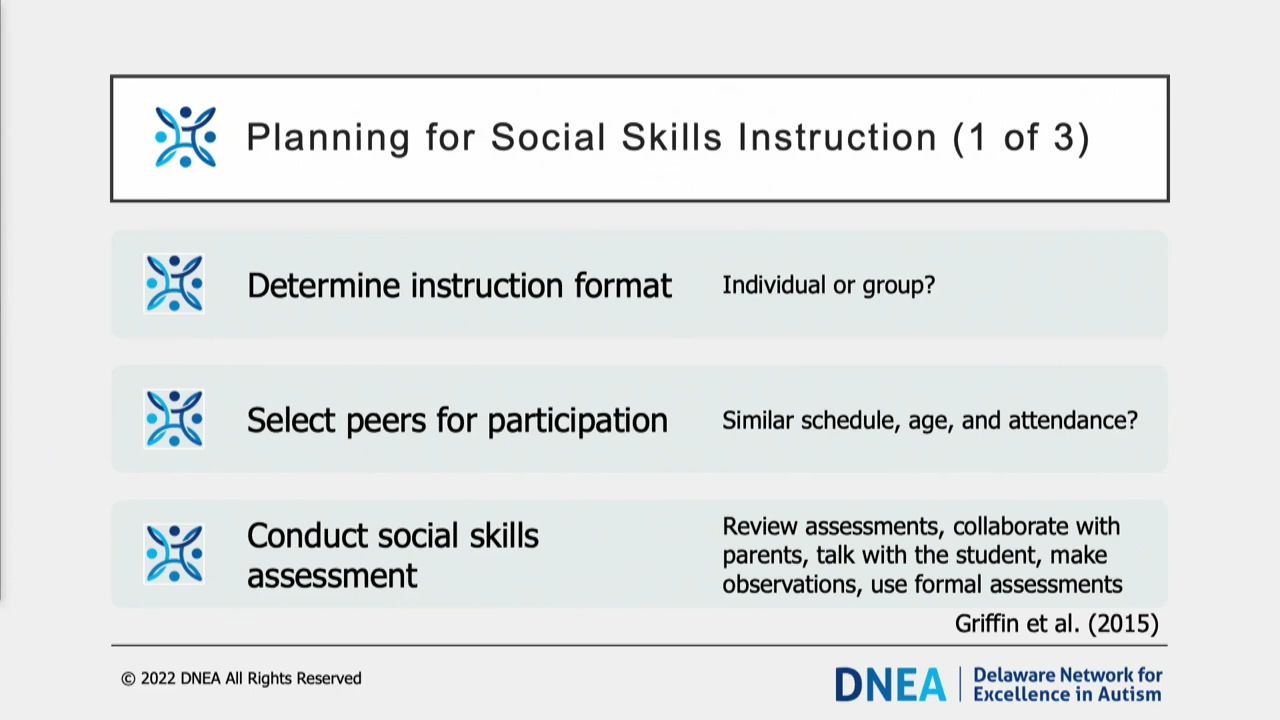 Planning for Social Skills Instruction (1 of 3)
Determine instruction format
Individual or group?
Select peers for participation
Similar schedule, age, and attendance?
Conduct social skills
assessment
Review assessments, collaborate with
parents, talk with the student, make
observations, use formal assessments
Griffin et al. (2015)
© 2022 DNEA All Rights Reserved
DNEA
Delaware Network for
Excellence in Autism